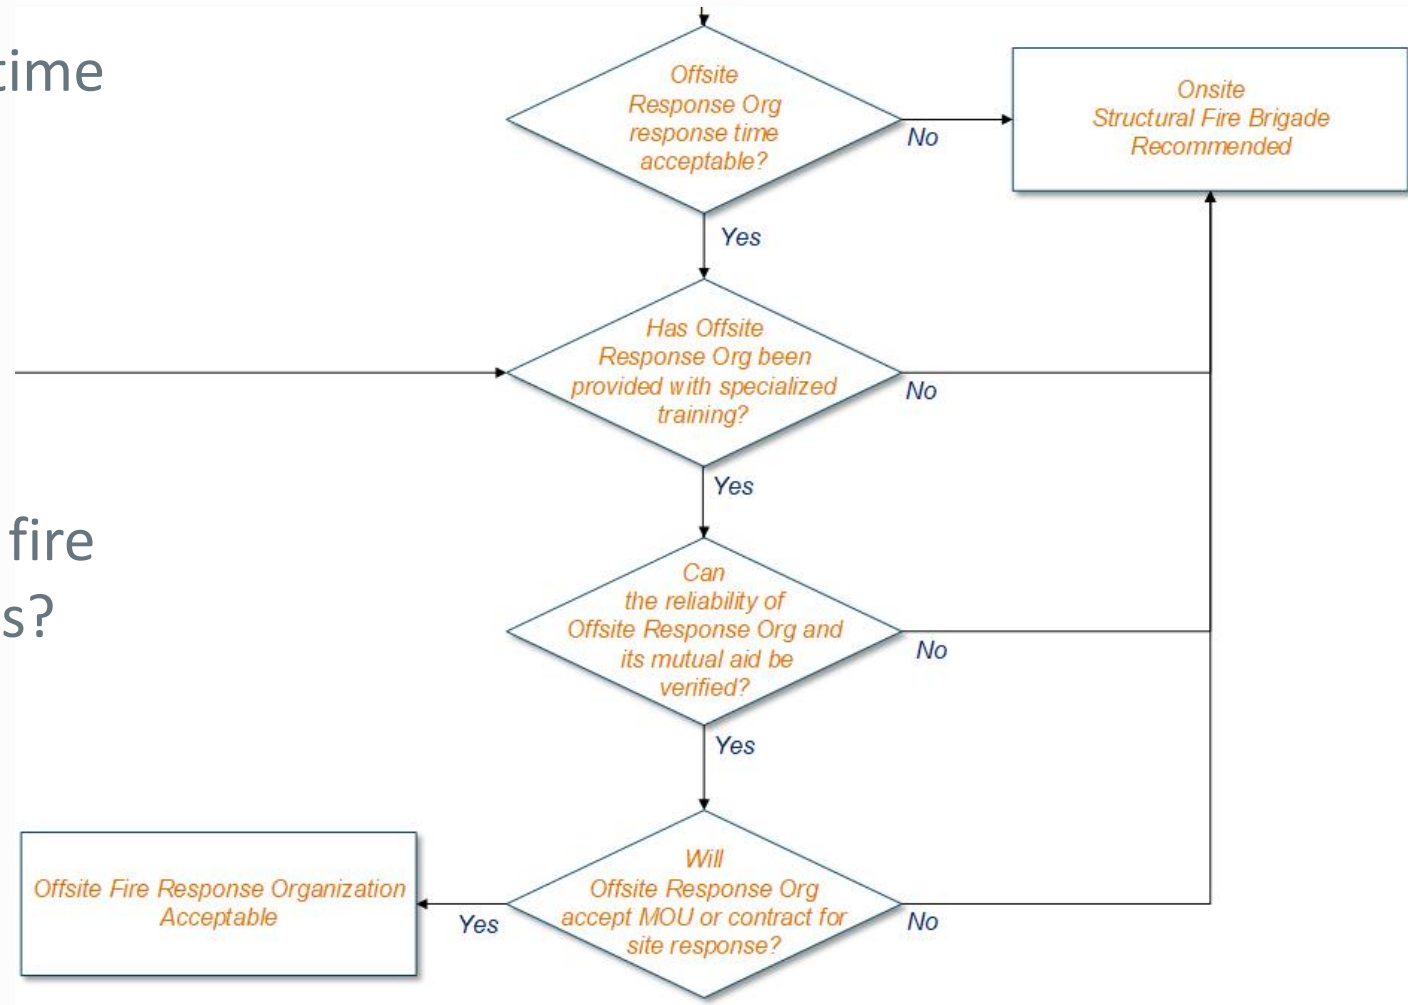 time
fire
s?
Offsite
Response Org
response time
acceptable?
No
Onsite
Structural Fire Brigade
Recommended
Yes
Has Offsite
Response Org been
provided with specialized
training?
No
Yes
Can
the reliability of
Offsite Response Org and
its mutual aid be
verified?
No
Yes
Will
Offsite Response Org
accept MOU or contract for
site response?
No
Yes
Offsite Fire Response Organization
Acceptable